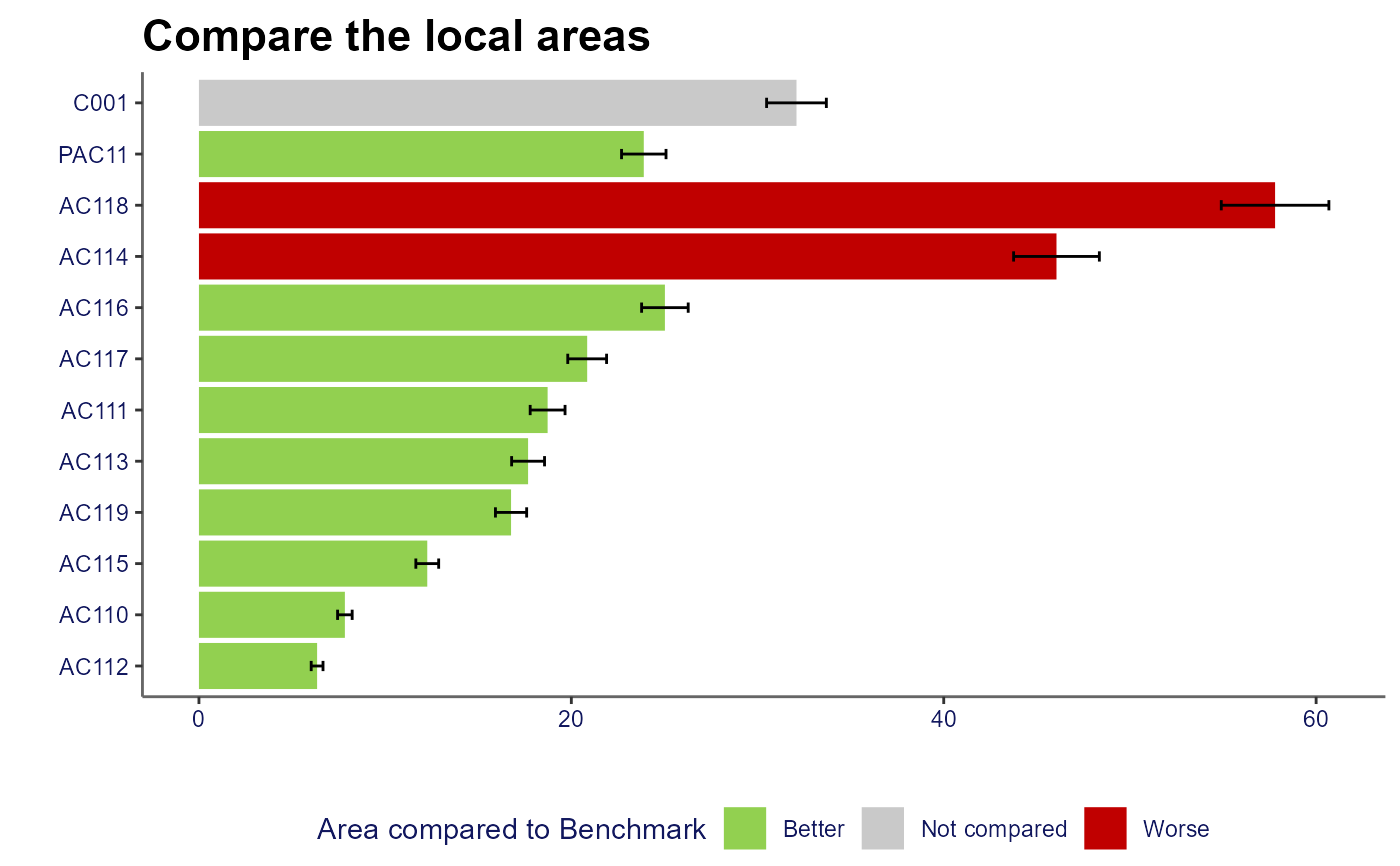 Compare the local areas
C001
PAC11
AC118
AC114
AC116
AC117
AC111
AC113
AC119
AC115
AC110
AC112
0 20 40 60
Area compared to Benchmark Better Not compared Worse